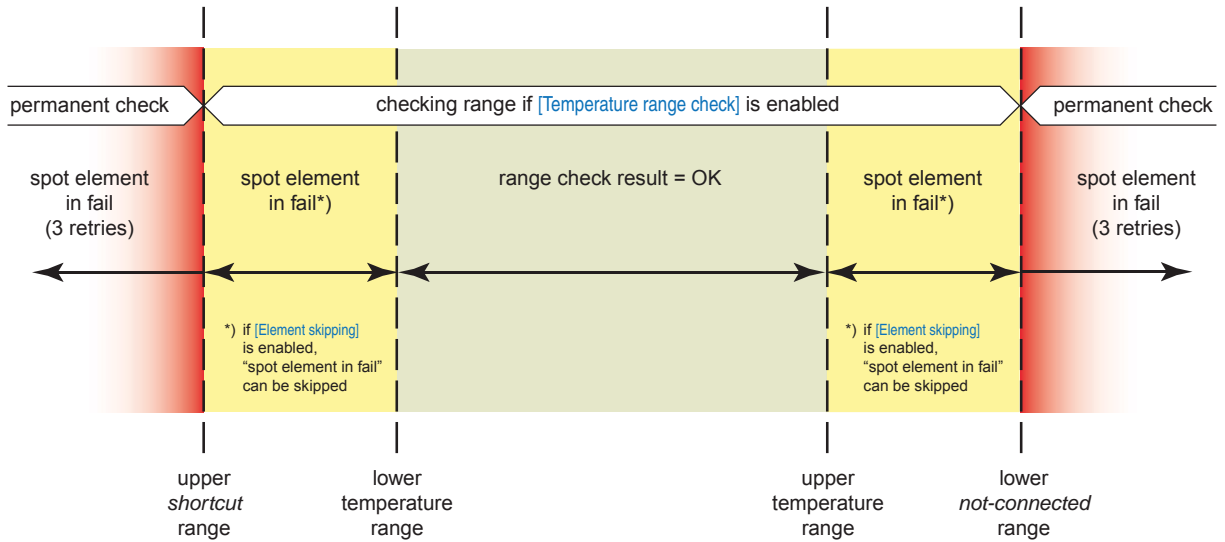 permanent check
checking range if [Temperature range check] is enabled
permanent check
spot element
in fail
(3 retries)
spot element
in fail*)
range check result = OK
spot element
in fail*)
spot element
in fail
(3 retries)
*) if [Element skipping]
is enabled,
“spot element in fail”
can be skipped
*) if [Element skipping]
is enabled,
“spot element in fail”
can be skipped
upper
shortcut
range
lower
temperature
range
upper
temperature
range
lower
not-connected
range